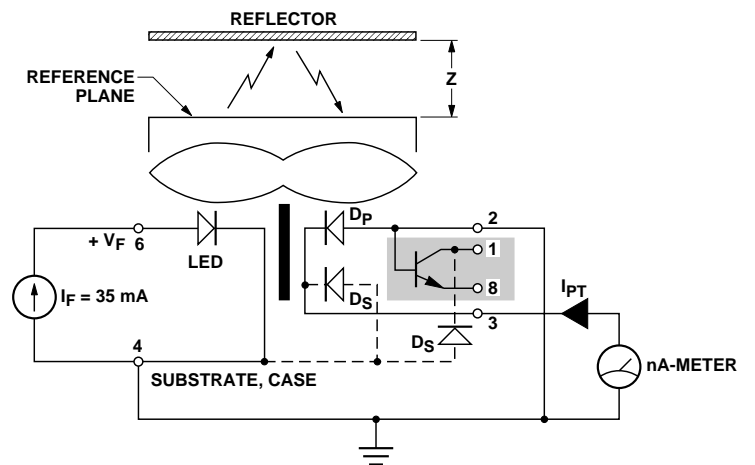 REFLECTOR
Z
REFERENCE
PLANE
DP
2
+ VF
6
LED
1
IF = 35 mA
DS
8
IPT
3
DS
4
nA-METER
SUBSTRATE, CASE